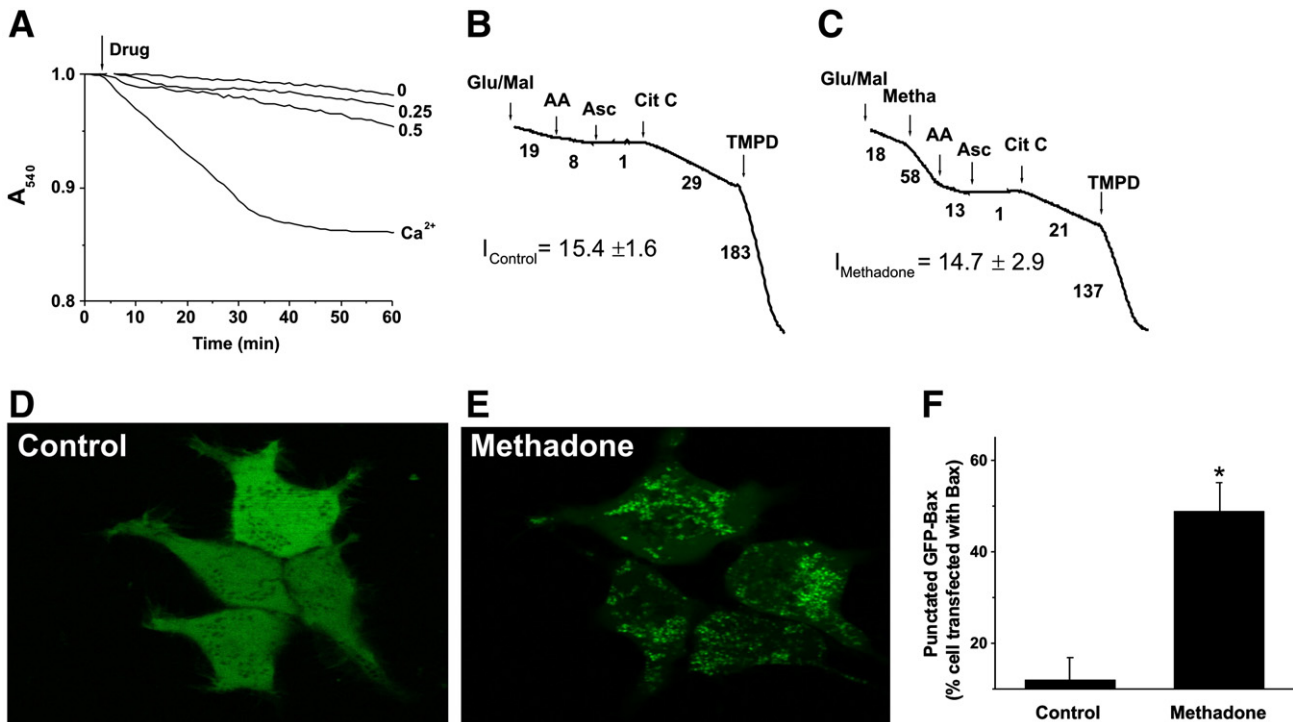 A
Drug
1.0
0.9
0.8
A540
0
0.25
0.5
Ca2+
0 10 20 30 40 50 60
Time (min)
B
Glu/Mal
AA
Asc
Cit C
TMPD
19
8
1
29
183
IControl= 15.4 ±1.6
C
Glu/Mal
Metha
AA
Asc
Cit C
TMPD
18
58
13
1
21
137
IMethadone = 14.7 ± 2.9
D
Control
E
Methadone
F
Punctated GFP-Bax
(% cell transfected with Bax)
60
40
20
*
Control Methadone